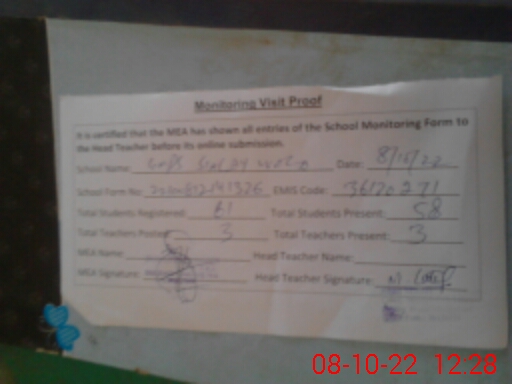 Monitoring Visit Proof
It is certified that the MEA has shown all entries of the School Monitoring Form to
the Head Teacher before its online submission.
School Name: Date: 8/10/22
School Form No: EMIS Code: 36120271
Total Students Registered: 61 Total Students Present: 58
Total Teachers Posted: 3 Total Teachers Present: 3
MEA Name: Head Teacher Name:
MEA Signature: Head Teacher Signature:
08-10-22 12:28